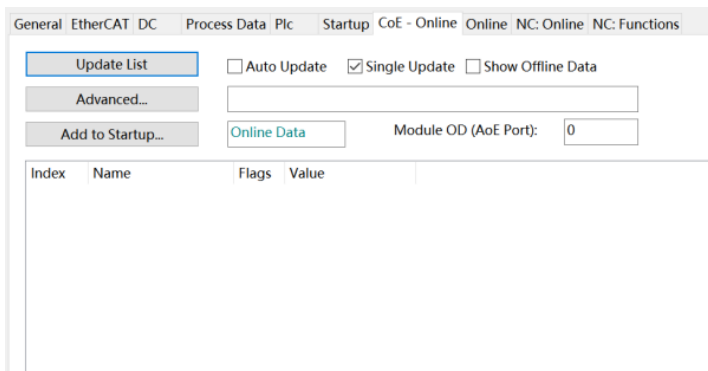 General EtherCAT DC Process Data Plc Startup CoE - Online Online NC: Online NC: Functions
Update List Auto Update Single Update Show Offline Data
Advanced...
Add to Startup... Online Data Module OD (AoE Port): 0
Index Name Flags Value